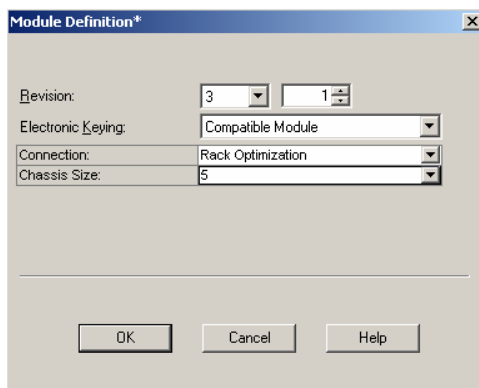 Module Definition*
Revision: 3 1
Electronic Keying: Compatible Module
Connection: Rack Optimization
Chassis Size: 5
OK Cancel Help